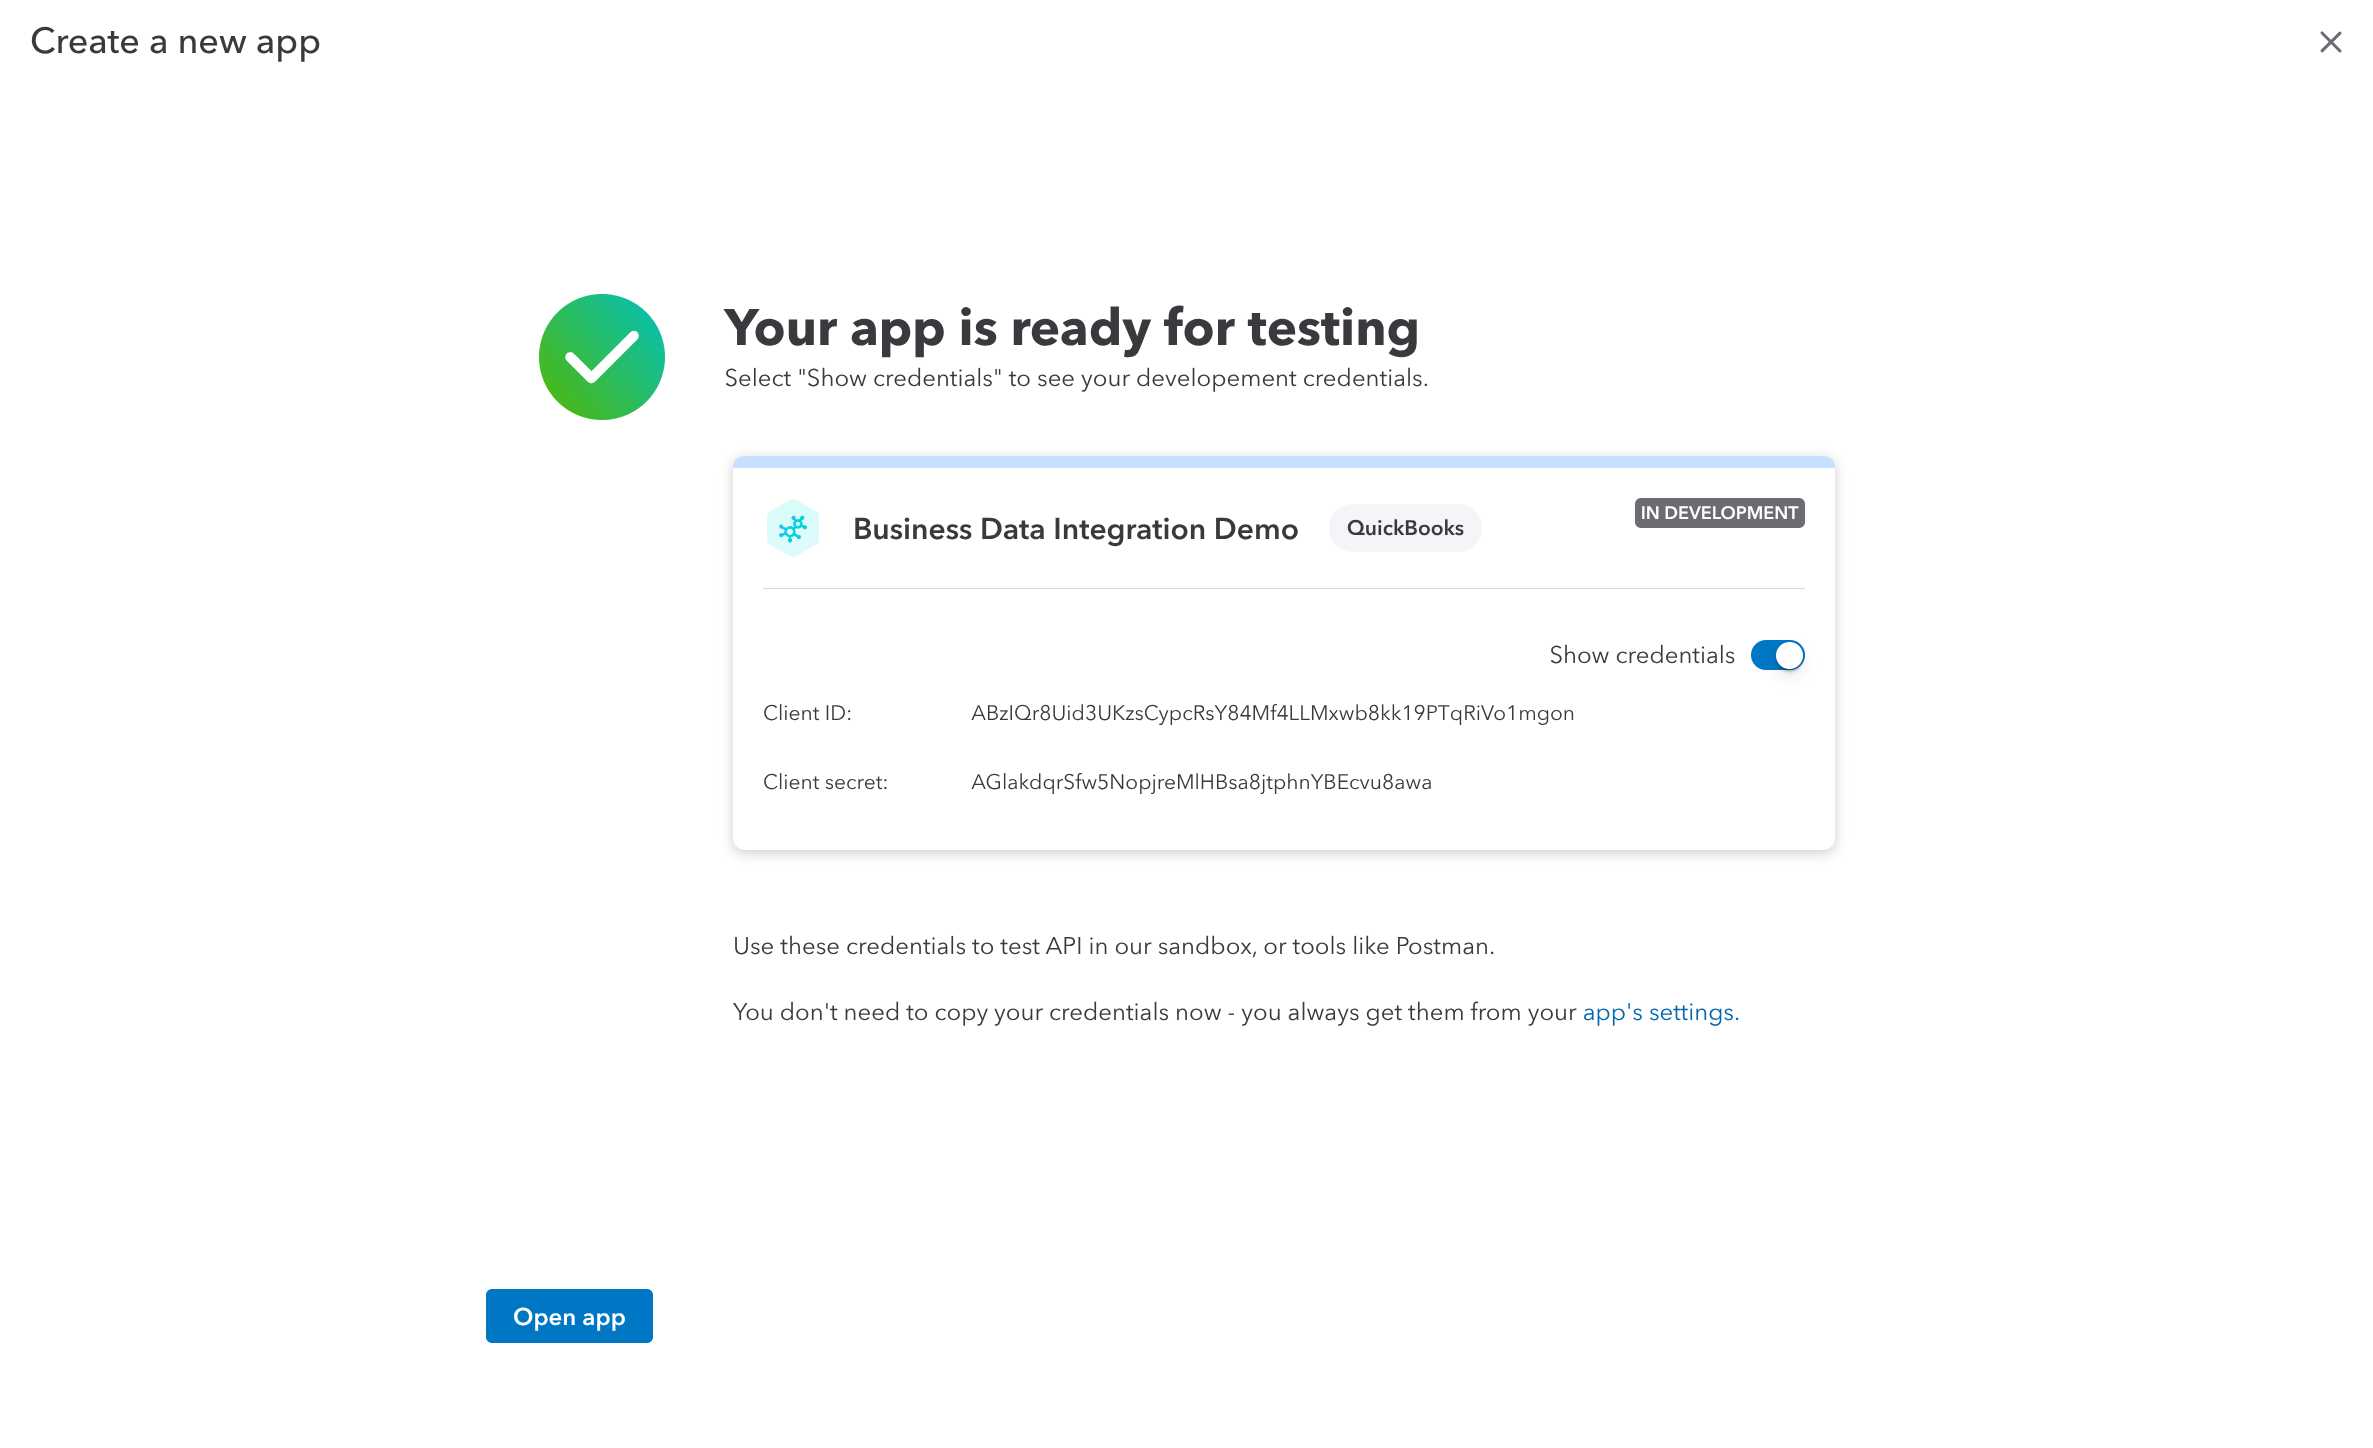 Create a new app
Your app is ready for testing
Select "Show credentials" to see your developement credentials.
Business Data Integration Demo
QuickBooks
IN DEVELOPMENT
Show credentials
Client ID: ABzIQr8Uid3UKzsCypcRsY84Mf4LLMxwb8kk19PTqRiVo1mgon
Client secret: AGlakdqrSfw5NopjreMlHBsa8jtphnYBEcvu8awa
Use these credentials to test API in our sandbox, or tools like Postman.
You don't need to copy your credentials now - you always get them from your app's settings.
Open app